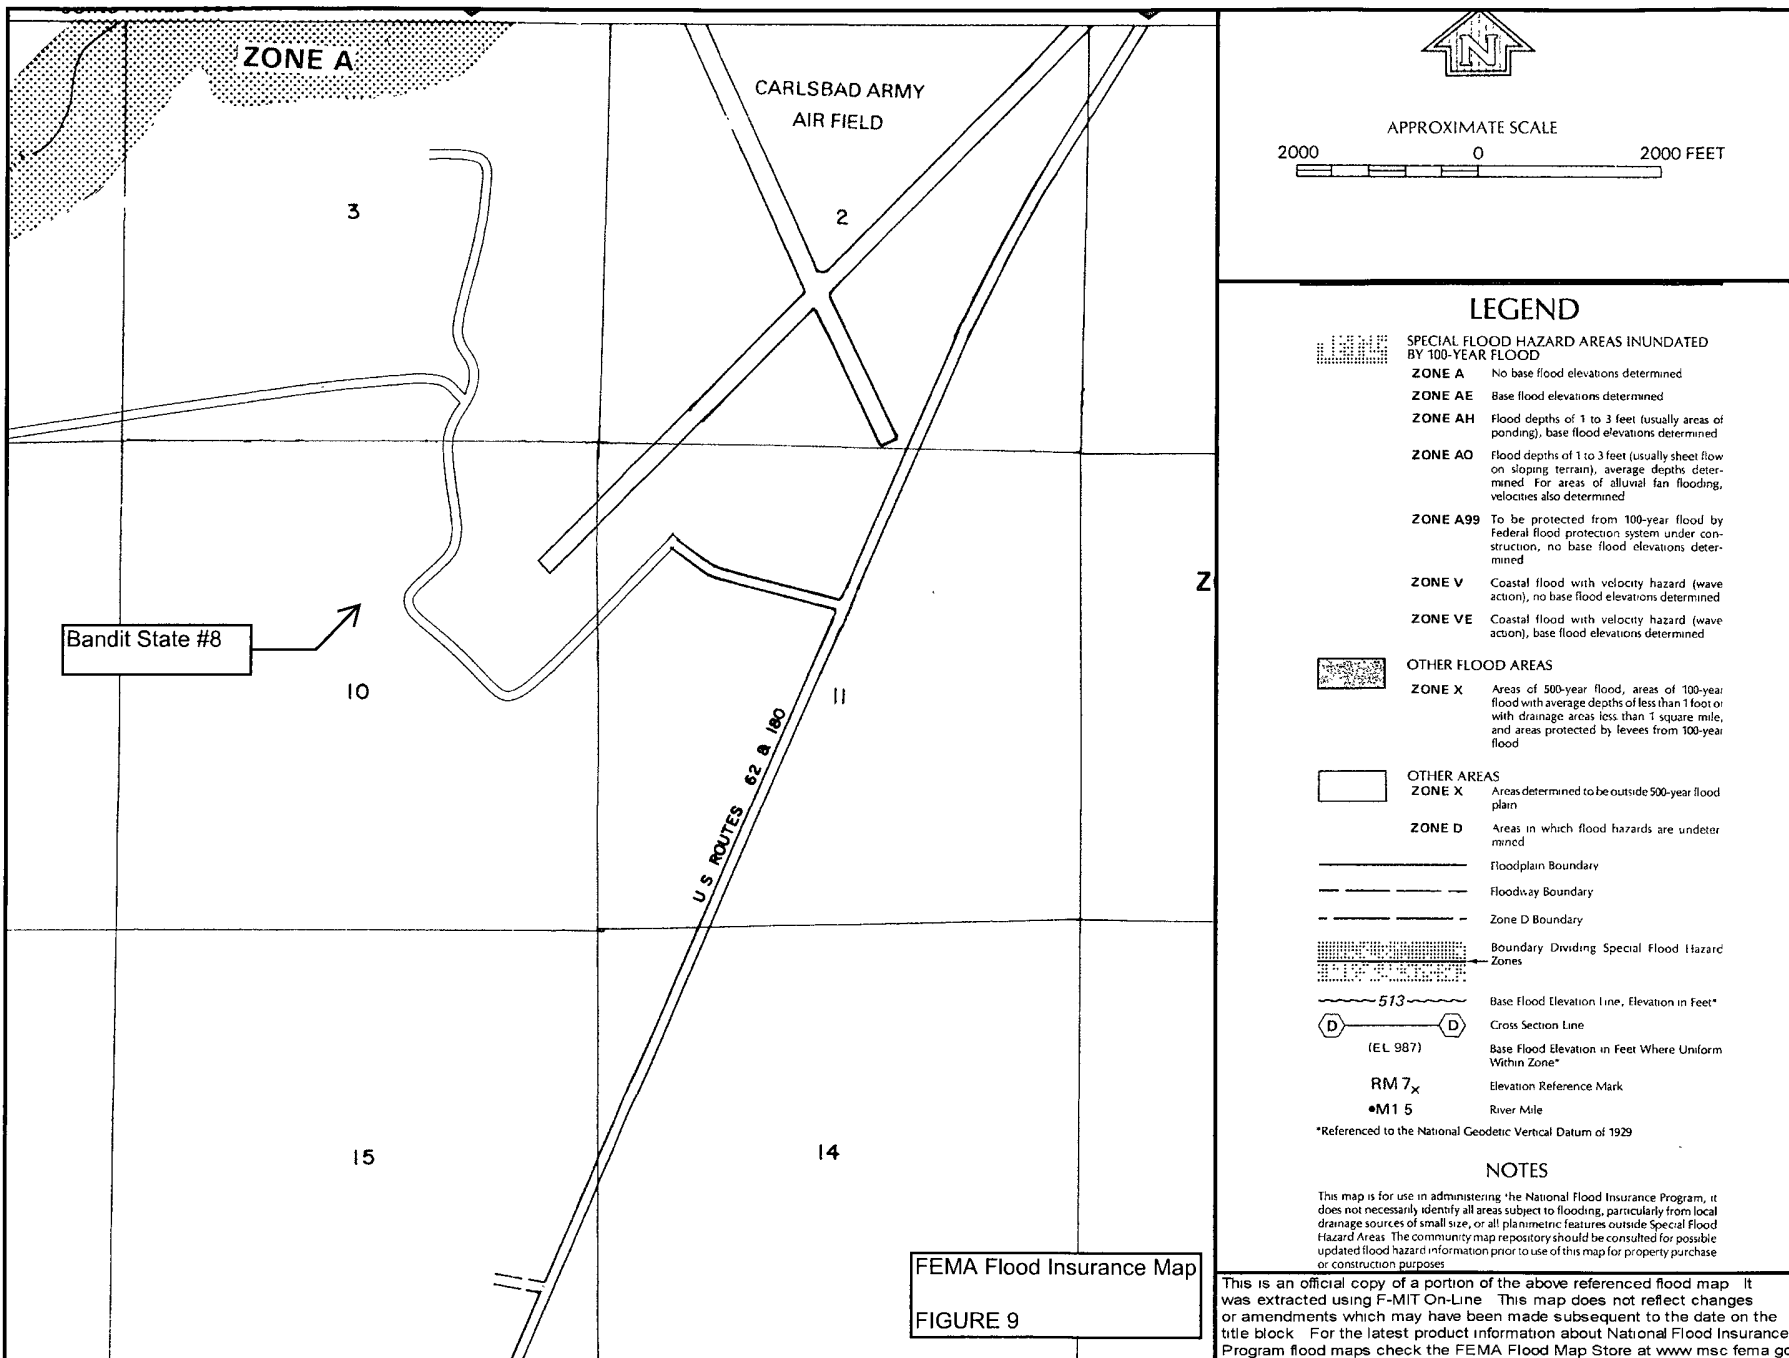 ZONE A
CARLSBAD ARMY
AIR FIELD
3
2
Bandit State #8
10
11
U S ROUTES 62 & 180
15
14
FEMA Flood Insurance Map
FIGURE 9
N
APPROXIMATE SCALE
2000 0 2000 FEET
LEGEND
SPECIAL FLOOD HAZARD AREAS INUNDATED
BY 100-YEAR FLOOD
ZONE A No base flood elevations determined
ZONE AE Base flood elevations determined
ZONE AH Flood depths of 1 to 3 feet (usually areas of
ponding), base flood elevations determined
ZONE AO Flood depths of 1 to 3 feet (usually sheet flow
on sloping terrain), average depths deter-
mined For areas of alluvial fan flooding,
velocities also determined
ZONE A99 To be protected from 100-year flood by
Federal flood protection system under con-
struction, no base flood elevations deter-
mined
ZONE V Coastal flood with velocity hazard (wave
action), no base flood elevations determined
ZONE VE Coastal flood with velocity hazard (wave
action), base flood elevations determined
OTHER FLOOD AREAS
ZONE X Areas of 500-year flood, areas of 100-year
flood with average depths of less than 1 foot or
with drainage areas less than 1 square mile,
and areas protected by levees from 100-year
flood
OTHER AREAS
ZONE X Areas determined to be outside 500-year flood
plain
ZONE D Areas in which flood hazards are undeter
mined
Floodplain Boundary
Floodway Boundary
Zone D Boundary
Boundary Dividing Special Flood Hazard
Zones
513 Base Flood Elevation Line, Elevation in Feet*
D D Cross Section Line
(EL 987) Base Flood Elevation in Feet Where Uniform
Within Zone*
RM 7x Elevation Reference Mark
•M1 5 River Mile
*Referenced to the National Geodetic Vertical Datum of 1929
NOTES
This map is for use in administering the National Flood Insurance Program, it
does not necessarily identify all areas subject to flooding, particularly from local
drainage sources of small size, or all planimetric features outside Special Flood
Hazard Areas The community map repository should be consulted for possible
updated flood hazard information prior to use of this map for property purchase
or construction purposes
This is an official copy of a portion of the above referenced flood map It
was extracted using F-MIT On-Line This map does not reflect changes
or amendments which may have been made subsequent to the date on the
title block For the latest product information about National Flood Insurance
Program flood maps check the FEMA Flood Map Store at www msc fema go